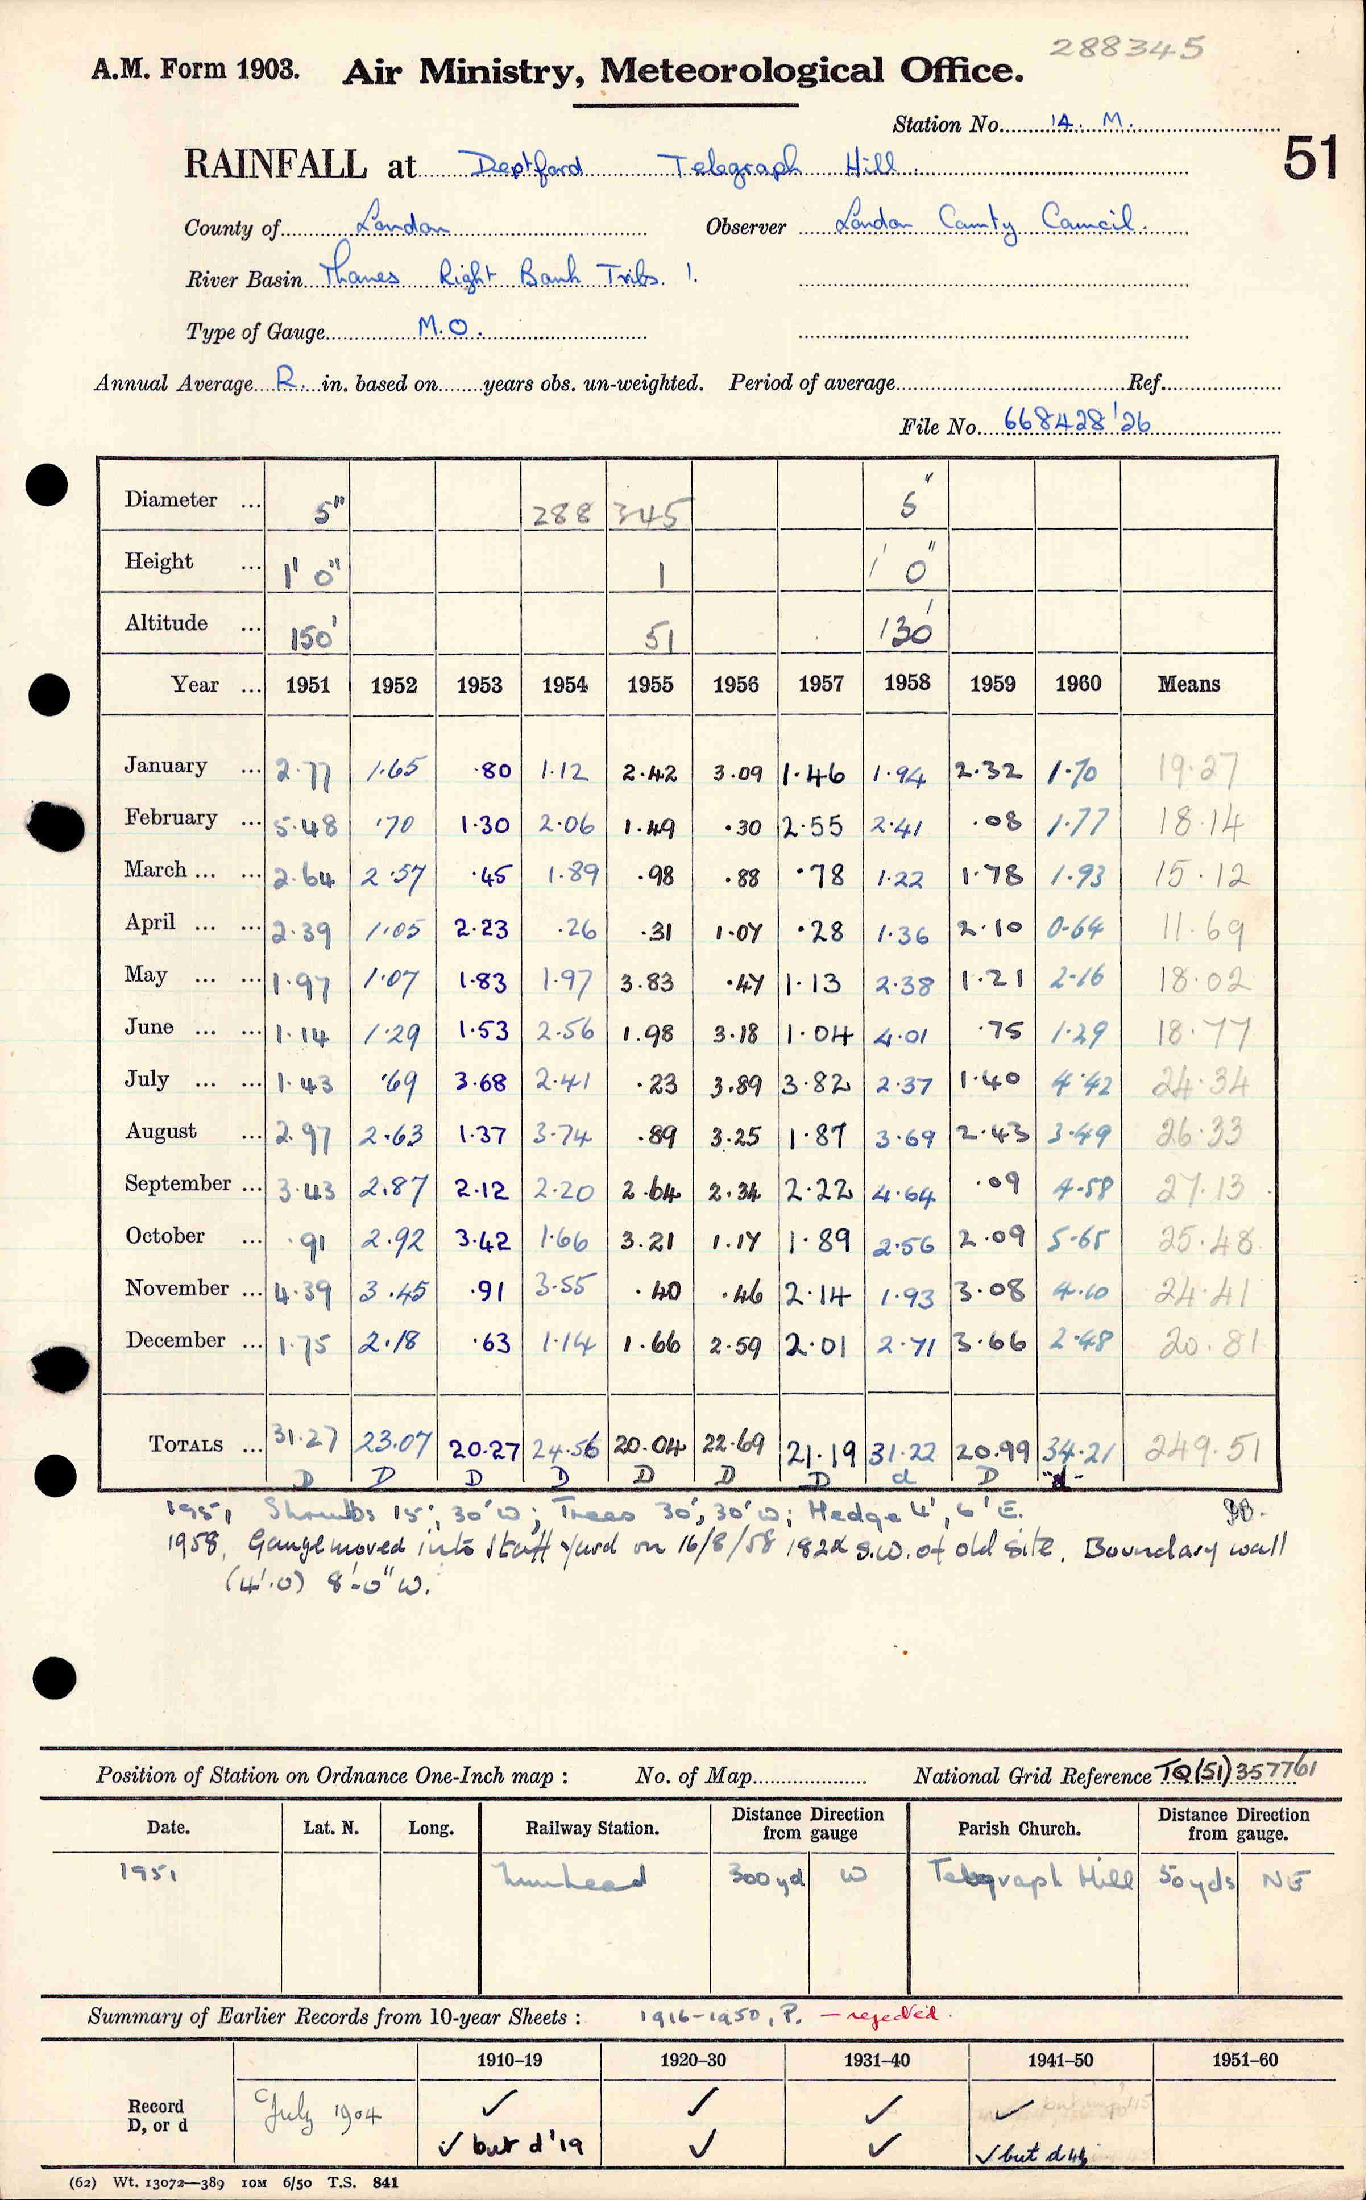 288345
A.M. Form 1903. Air Ministry, Meteorological Office.
Station No. 14. M.
51
RAINFALL at Deptford Telegraph Hill.
County of London Observer London County Council.
River Basin Thames Right Bank Tribs. 1.
Type of Gauge M.O.
Annual Average R. in. based on years obs. un-weighted. Period of average Ref.
File No. 668428/26
Diameter ... 5" 288 345 5"
Height ... 1' 0" 1 1' 0"
Altitude ... 150' 51 130'
Year ... 1951 1952 1953 1954 1955 1956 1957 1958 1959 1960 Means
January ... 2.77 1.65 .80 1.12 2.42 3.09 1.46 1.94 2.32 1.70 19.27
February ... 5.48 .70 1.30 2.06 1.49 .30 2.55 2.41 .08 1.77 18.14
March ... ... 2.64 2.57 .45 1.89 .98 .88 .78 1.22 1.78 1.93 15.12
April ... ... 2.39 1.05 2.23 .26 .31 1.07 .28 1.36 2.10 0.64 11.69
May ... ... 1.97 1.07 1.83 1.97 3.83 .47 1.13 2.38 1.21 2.16 18.02
June ... ... 1.14 1.29 1.53 2.56 1.98 3.18 1.04 4.01 .75 1.29 18.77
July ... ... 1.43 .69 3.68 2.41 .23 3.89 3.82 2.37 1.40 4.42 24.34
August ... 2.97 2.63 1.37 3.74 .89 3.25 1.87 3.69 2.43 3.49 26.33
September ... 3.43 2.87 2.12 2.20 2.64 2.34 2.22 4.64 .09 4.58 27.13
October ... .91 2.92 3.42 1.66 3.21 1.17 1.89 2.56 2.09 5.65 25.48
November ... 4.39 3.45 .91 3.55 .40 .46 2.14 1.93 3.08 4.10 24.41
December ... 1.75 2.18 .63 1.14 1.66 2.59 2.01 2.71 3.66 2.48 20.81
TOTALS ... 31.27 23.07 20.27 24.56 20.04 22.69 21.19 31.22 20.99 34.21 249.51
D D D D D D D d D d
1951 Shrubs 15', 30' W; Trees 30', 30' W; Hedge 4', 6' E.
1958, Gauge moved into staff yard on 16/8/58 182x S.W. of old site. Boundary wall
(4'.0) 8'-0" W.
Position of Station on Ordnance One-Inch map : No. of Map National Grid Reference TQ(51)357761
Date. Lat. N. Long. Railway Station. Distance Direction from gauge Parish Church. Distance Direction from gauge.
1951 Nunhead 300yd W Telegraph Hill 50yds NE
Summary of Earlier Records from 10-year Sheets : 1916-1950, P. — rejected.
1910–19 1920–30 1931–40 1941–50 1951–60
Record D, or d July 1904 ✓ ✓ ✓ ✓
✓ but d'19 ✓ ✓ ✓ but d 46
(62) Wt. 13072—389 10M 6/50 T.S. 841